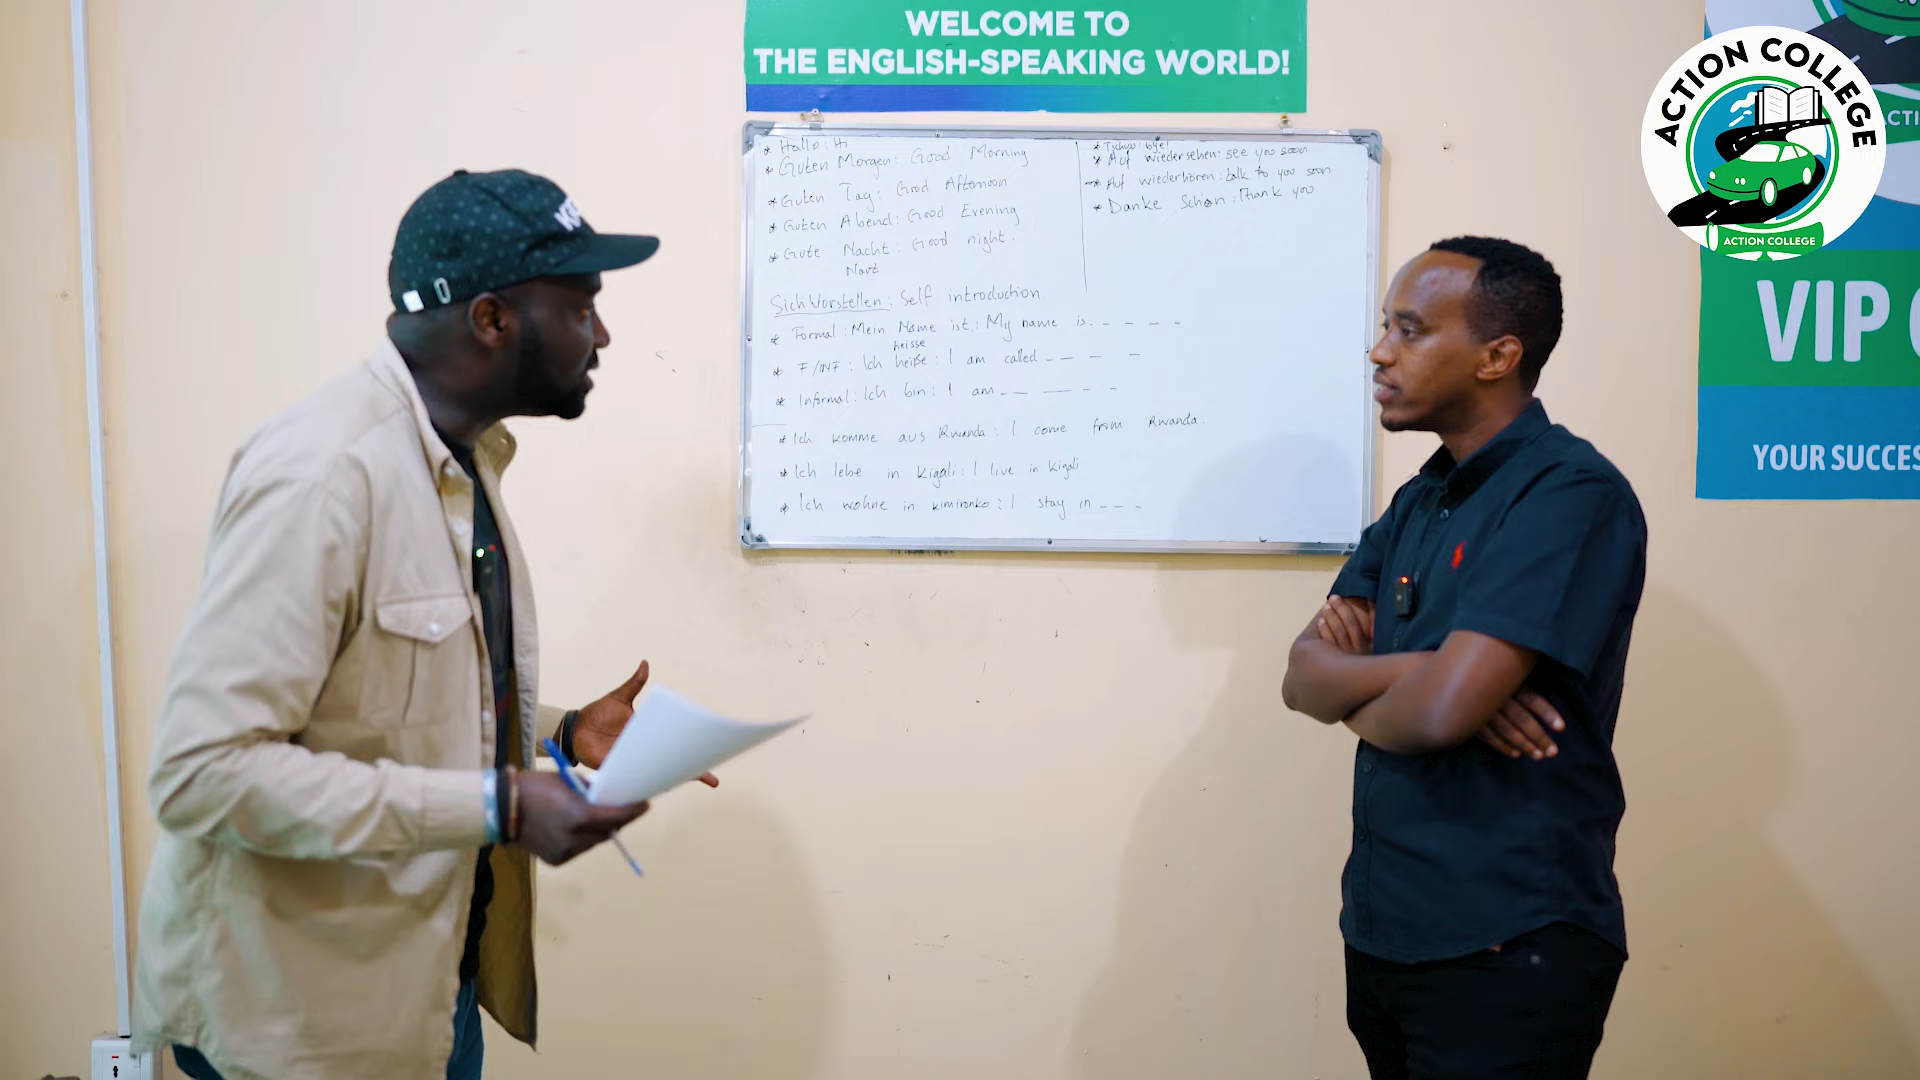 WELCOME TO
THE ENGLISH-SPEAKING WORLD!
* Hallo: Hi
* Guten Morgen: Good Morning
* Guten Tag: Good Afternoon
* Guten Abend: Good Evening
* Gute Nacht: Good night.
Sich Vorstellen: Self introduction
* Formal: Mein Name ist: My name is - - - -
heisse
* F/INF: Ich heiße: I am called - - - -
* Informal: Ich bin: I am - - - - -
* Ich komme aus Rwanda: I come from Rwanda.
* Ich lebe in Kigali: I live in Kigali
* Ich wohne in kimironko: I stay in - - -
bye!
* Auf wiedersehen: see you soon
* Auf wiederhören: talk to you soon
* Danke Schön: Thank you
ACTION COLLEGE
ACTION COLLEGE
ACTI
VIP
YOUR SUCCES